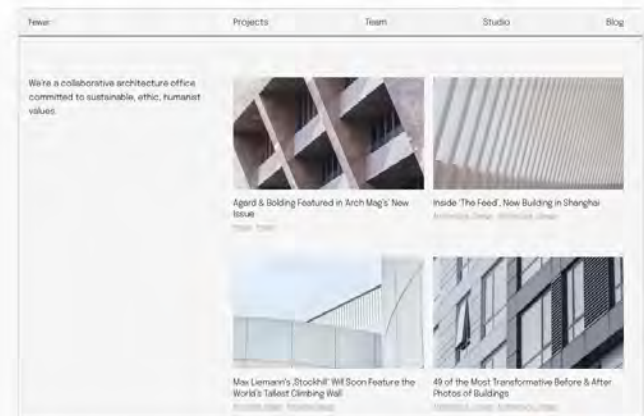 Fewer.
Projects
Team
Studio
Blog
We're a collaborative architecture office
committed to sustainable, ethic, humanist
values.
Agard & Bolding Featured in 'Arch Mag's' New
Issue
Inside 'The Feed', New Building in Shanghai
Max Liemann's ‚Stockhill' Will Soon Feature the
World's Tallest Climbing Wall
49 of the Most Transformative Before & After
Photos of Buildings